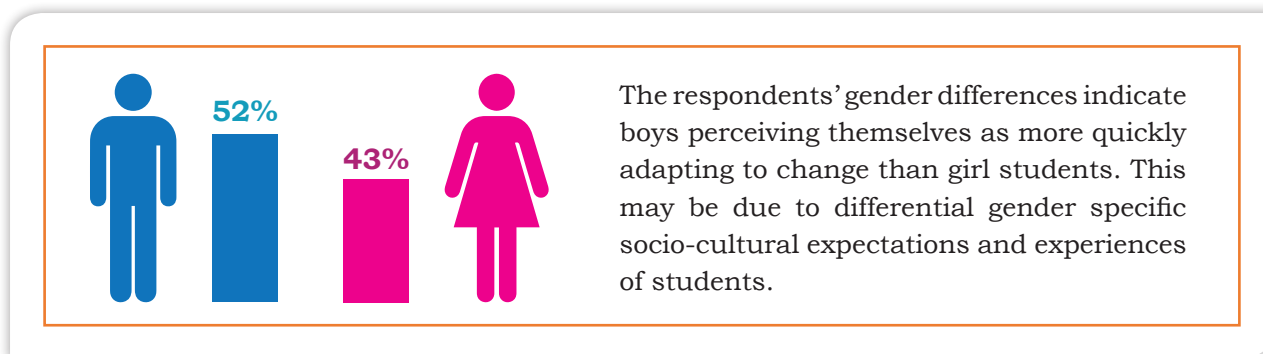 52%
43%
The respondents’ gender differences indicate
boys perceiving themselves as more quickly
adapting to change than girl students. This
may be due to differential gender specific
socio-cultural expectations and experiences
of students.